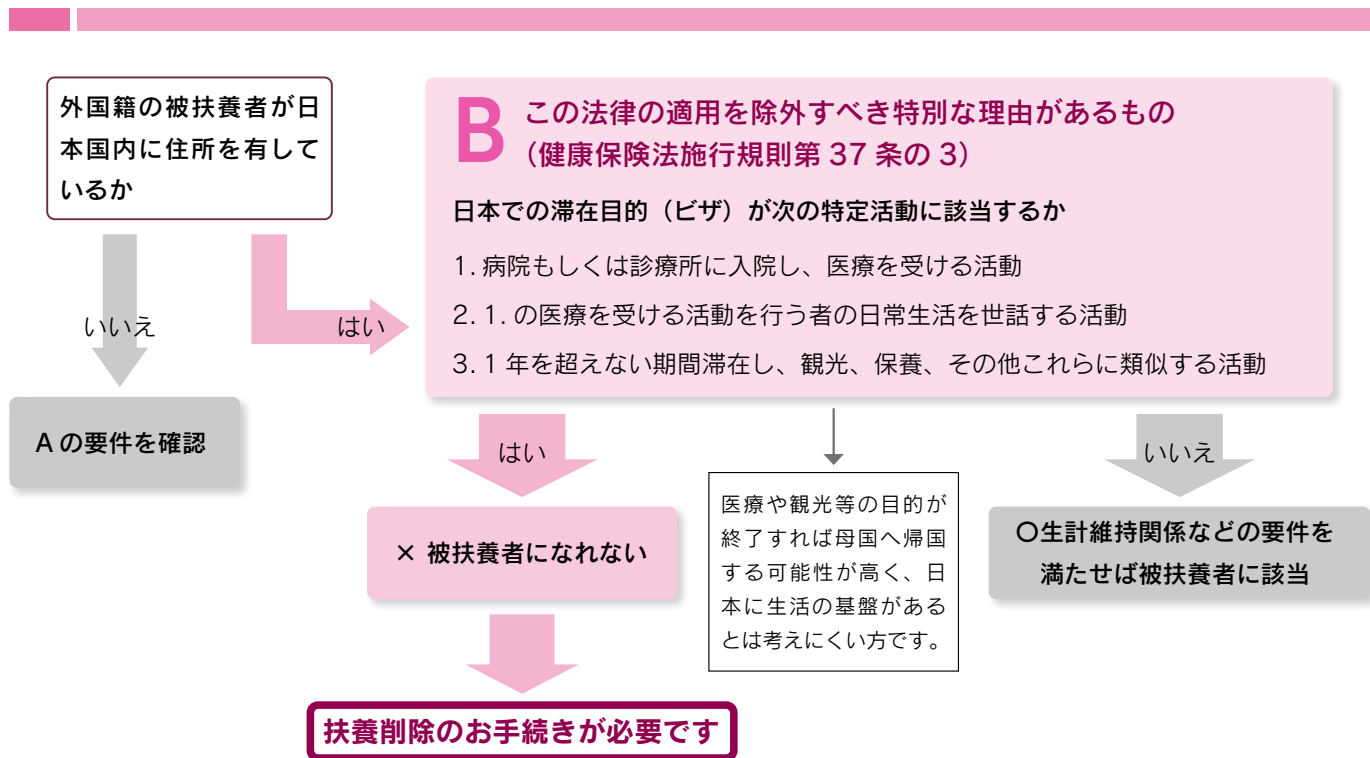 外国籍の被扶養者が日
本国内に住所を有して
いるか
いいえ
はい
Aの要件を確認
B
この法律の適用を除外すべき特別な理由があるもの
（健康保険法施行規則第 37 条の 3）
日本での滞在目的（ビザ）が次の特定活動に該当するか
1. 病院もしくは診療所に入院し、医療を受ける活動
2. 1. の医療を受ける活動を行う者の日常生活を世話する活動
3. 1 年を超えない期間滞在し、観光、保養、その他これらに類似する活動
はい
× 被扶養者になれない
扶養削除のお手続きが必要です
医療や観光等の目的が
終了すれば母国へ帰国
する可能性が高く、日
本に生活の基盤がある
とは考えにくい方です。
いいえ
〇生計維持関係などの要件を
満たせば被扶養者に該当